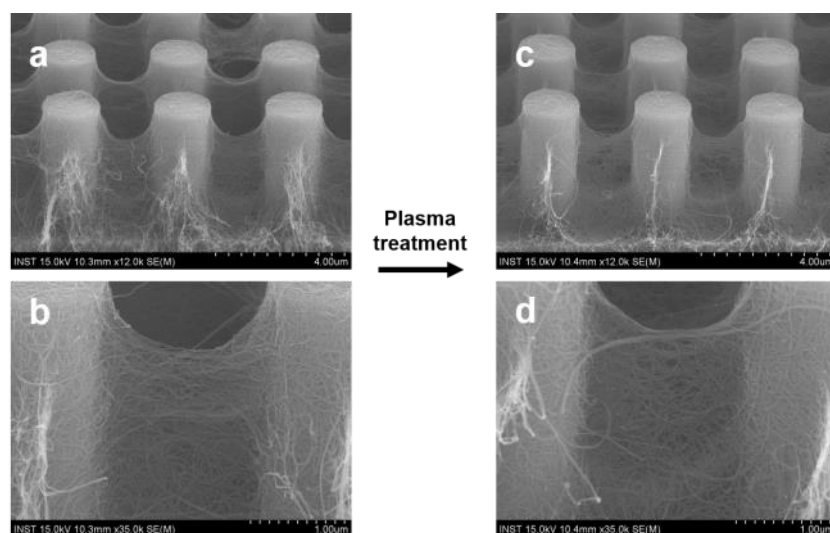 a
INST 15.0kV 10.3mm x12.0k SE(M) 4.00um
c
INST 15.0kV 10.4mm x12.0k SE(M) 4.00um
Plasma
treatment
b
INST 15.0kV 10.3mm x35.0k SE(M) 1.00um
d
INST 15.0kV 10.4mm x35.0k SE(M) 1.00um